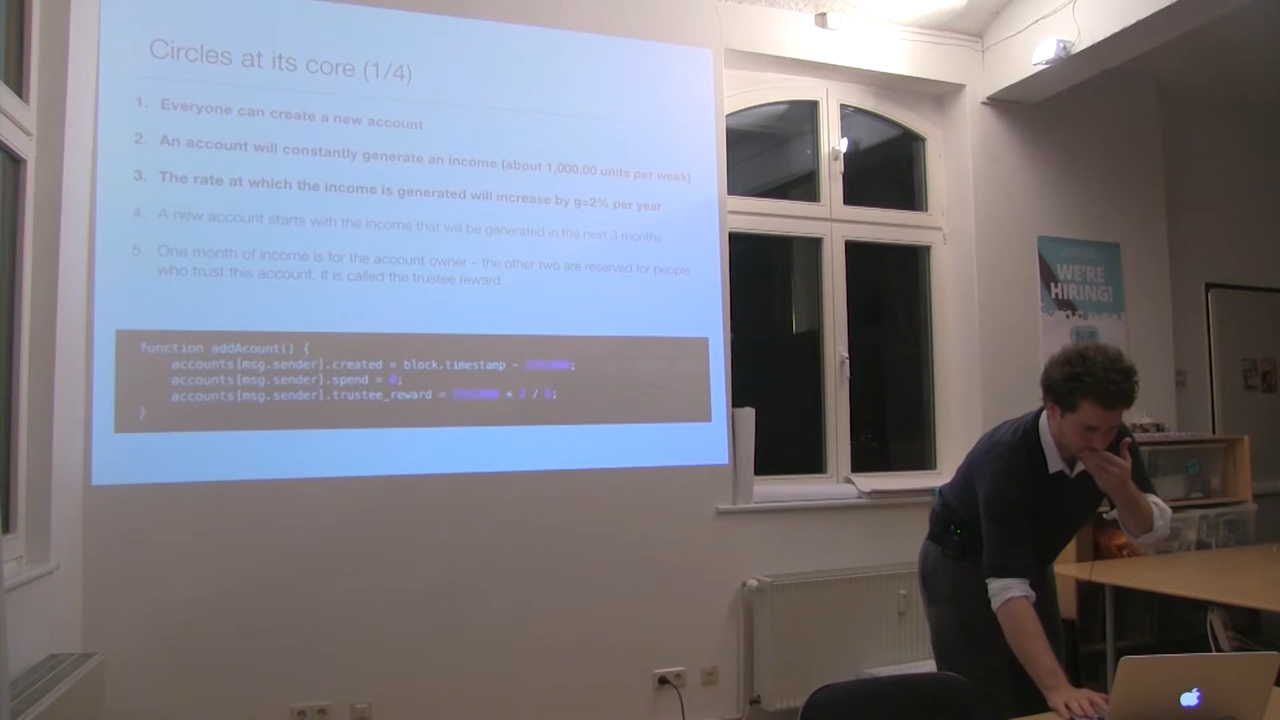 Circles at its core (1/4)
1. Everyone can create a new account
2. An account will constantly generate an income (about 1,000.00 units per week)
3. The rate at which the income is generated will increase by g=2% per year
4. A new account starts with the income that will be generated in the next 3 months
5. One month of income is for the account owner – the other two are reserved for people
who trust this account, it is called the trustee reward.
function addAcount() {
accounts[msg.sender].created = block.timestamp - ;
accounts[msg.sender].spend = ;
accounts[msg.sender].trustee_reward = * / ;
}
WE'RE
HIRING!